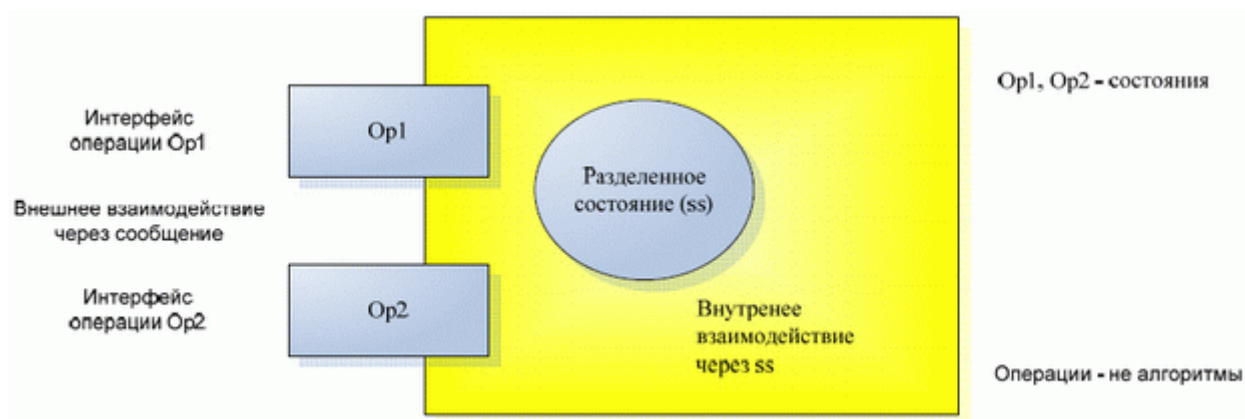 Интерфейс
операции Op1
Op1
Op1, Op2 - состояния
Разделенное
состояние (ss)
Внешнее взаимодействие
через сообщение
Интерфейс
операции Op2
Op2
Внутренее
взаимодействие
через ss
Операции - не алгоритмы